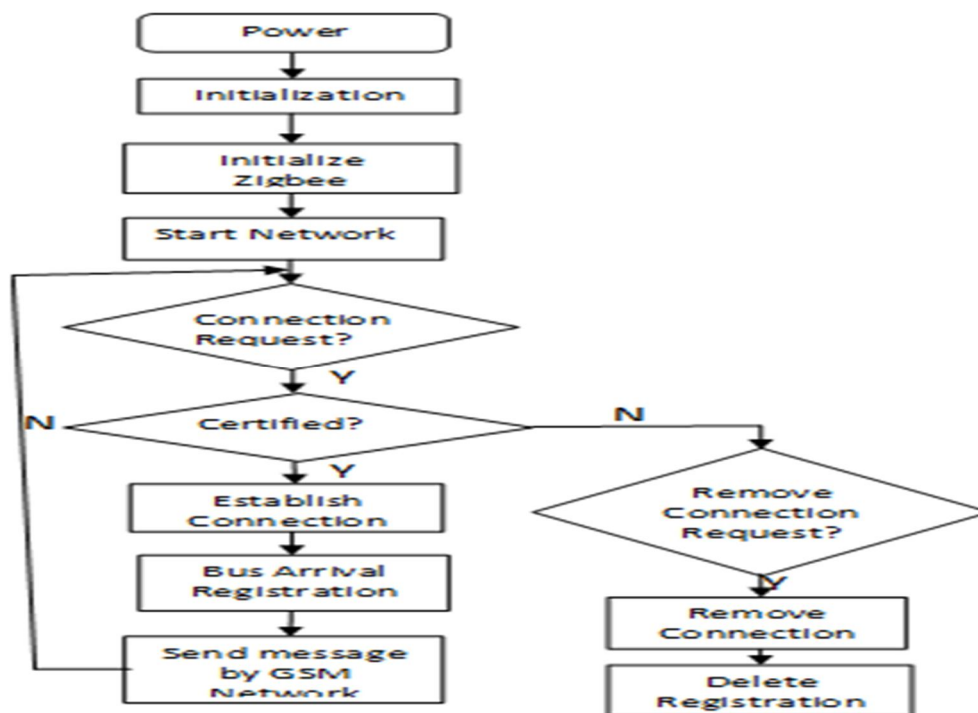 Power
Initialization
Initialize
Zigbee
Start Network
Connection
Request?
Y
N
Certified?
N
Y
Establish
Connection
Remove
Connection
Request?
Bus Arrival
Registration
Y
Remove
Connection
Send message
by GSM
Network
Delete
Registration